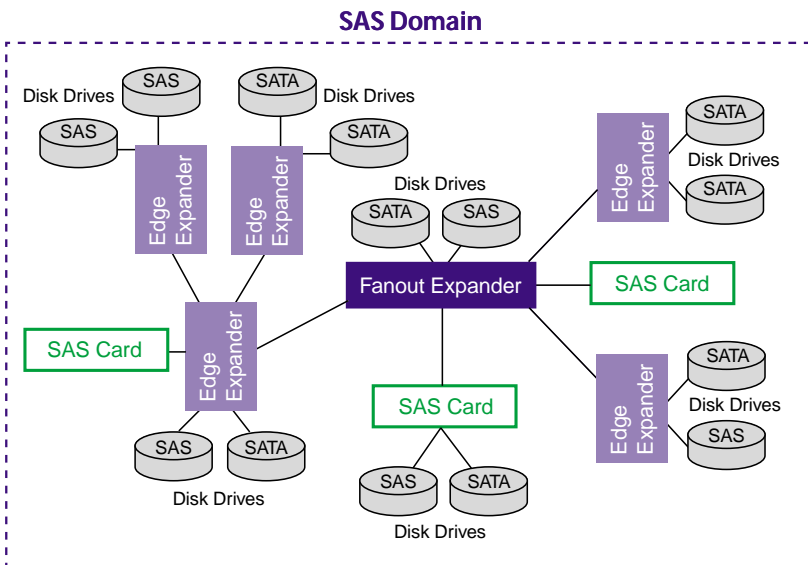 SAS Domain
SAS
SATA
Disk Drives
Disk Drives
SAS
SATA
Edge
Expander
Edge
Expander
SATA
Disk Drives
SATA
Edge
Expander
Disk Drives
SATA
SAS
Fanout Expander
SAS Card
SAS Card
Edge
Expander
SAS
SATA
Disk Drives
SAS Card
SAS
SATA
Disk Drives
SATA
Disk Drives
SAS
Edge
Expander